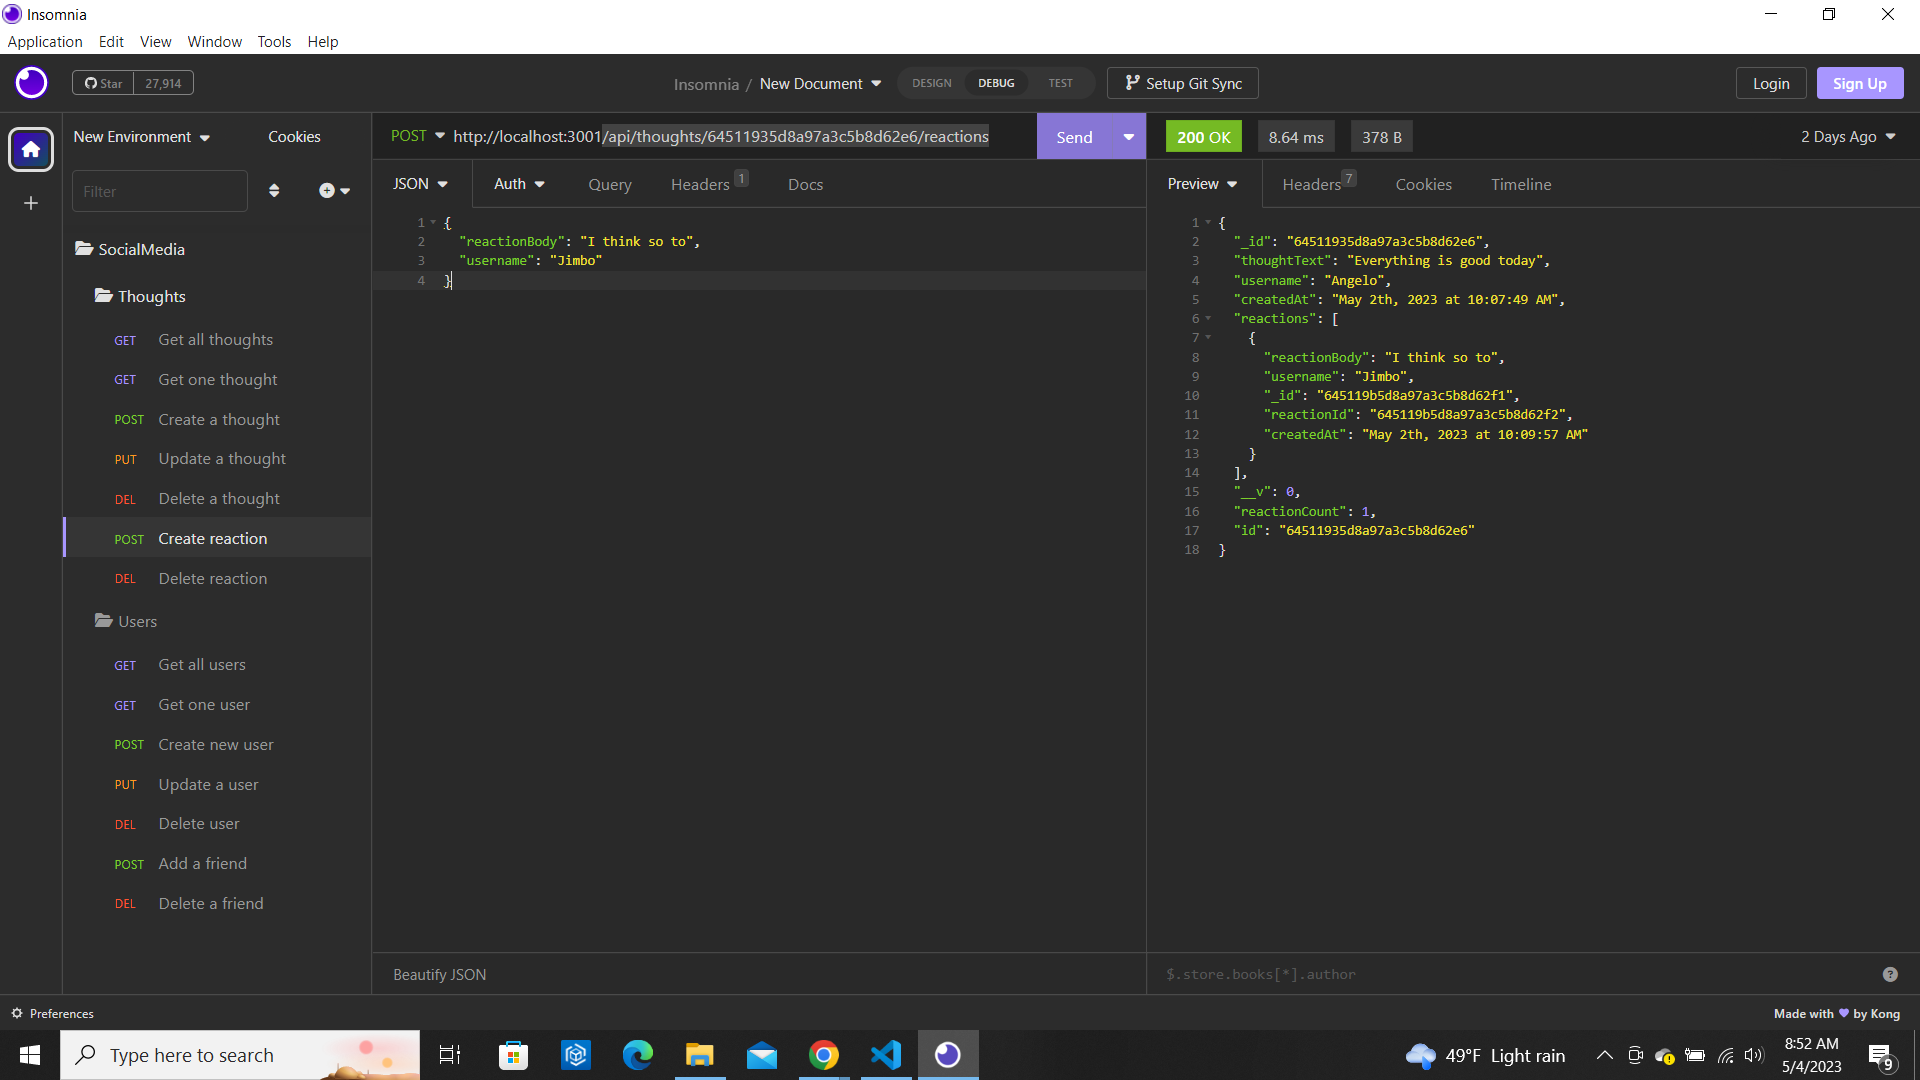 Insomnia
Application Edit View Window Tools Help
Star 27,914
Insomnia / New Document
DESIGN DEBUG TEST
Setup Git Sync
Login
Sign Up
New Environment
Cookies
POST http://localhost:3001/api/thoughts/64511935d8a97a3c5b8d62e6/reactions
Send
200 OK
8.64 ms
378 B
2 Days Ago
Filter
SocialMedia
Thoughts
GET Get all thoughts
GET Get one thought
POST Create a thought
PUT Update a thought
DEL Delete a thought
POST Create reaction
DEL Delete reaction
Users
GET Get all users
GET Get one user
POST Create new user
PUT Update a user
DEL Delete user
POST Add a friend
DEL Delete a friend
JSON Auth Query Headers 1 Docs
1 {
2 "reactionBody": "I think so to",
3 "username": "Jimbo"
4 }
Beautify JSON
Preview Headers 7 Cookies Timeline
1 {
2 "_id": "64511935d8a97a3c5b8d62e6",
3 "thoughtText": "Everything is good today",
4 "username": "Angelo",
5 "createdAt": "May 2th, 2023 at 10:07:49 AM",
6 "reactions": [
7 {
8 "reactionBody": "I think so to",
9 "username": "Jimbo",
10 "_id": "645119b5d8a97a3c5b8d62f1",
11 "reactionId": "645119b5d8a97a3c5b8d62f2",
12 "createdAt": "May 2th, 2023 at 10:09:57 AM"
13 }
14 ],
15 "__v": 0,
16 "reactionCount": 1,
17 "id": "64511935d8a97a3c5b8d62e6"
18 }
$.store.books[*].author
?
Preferences
Made with by Kong
Type here to search
49°F Light rain
8:52 AM
5/4/2023
9